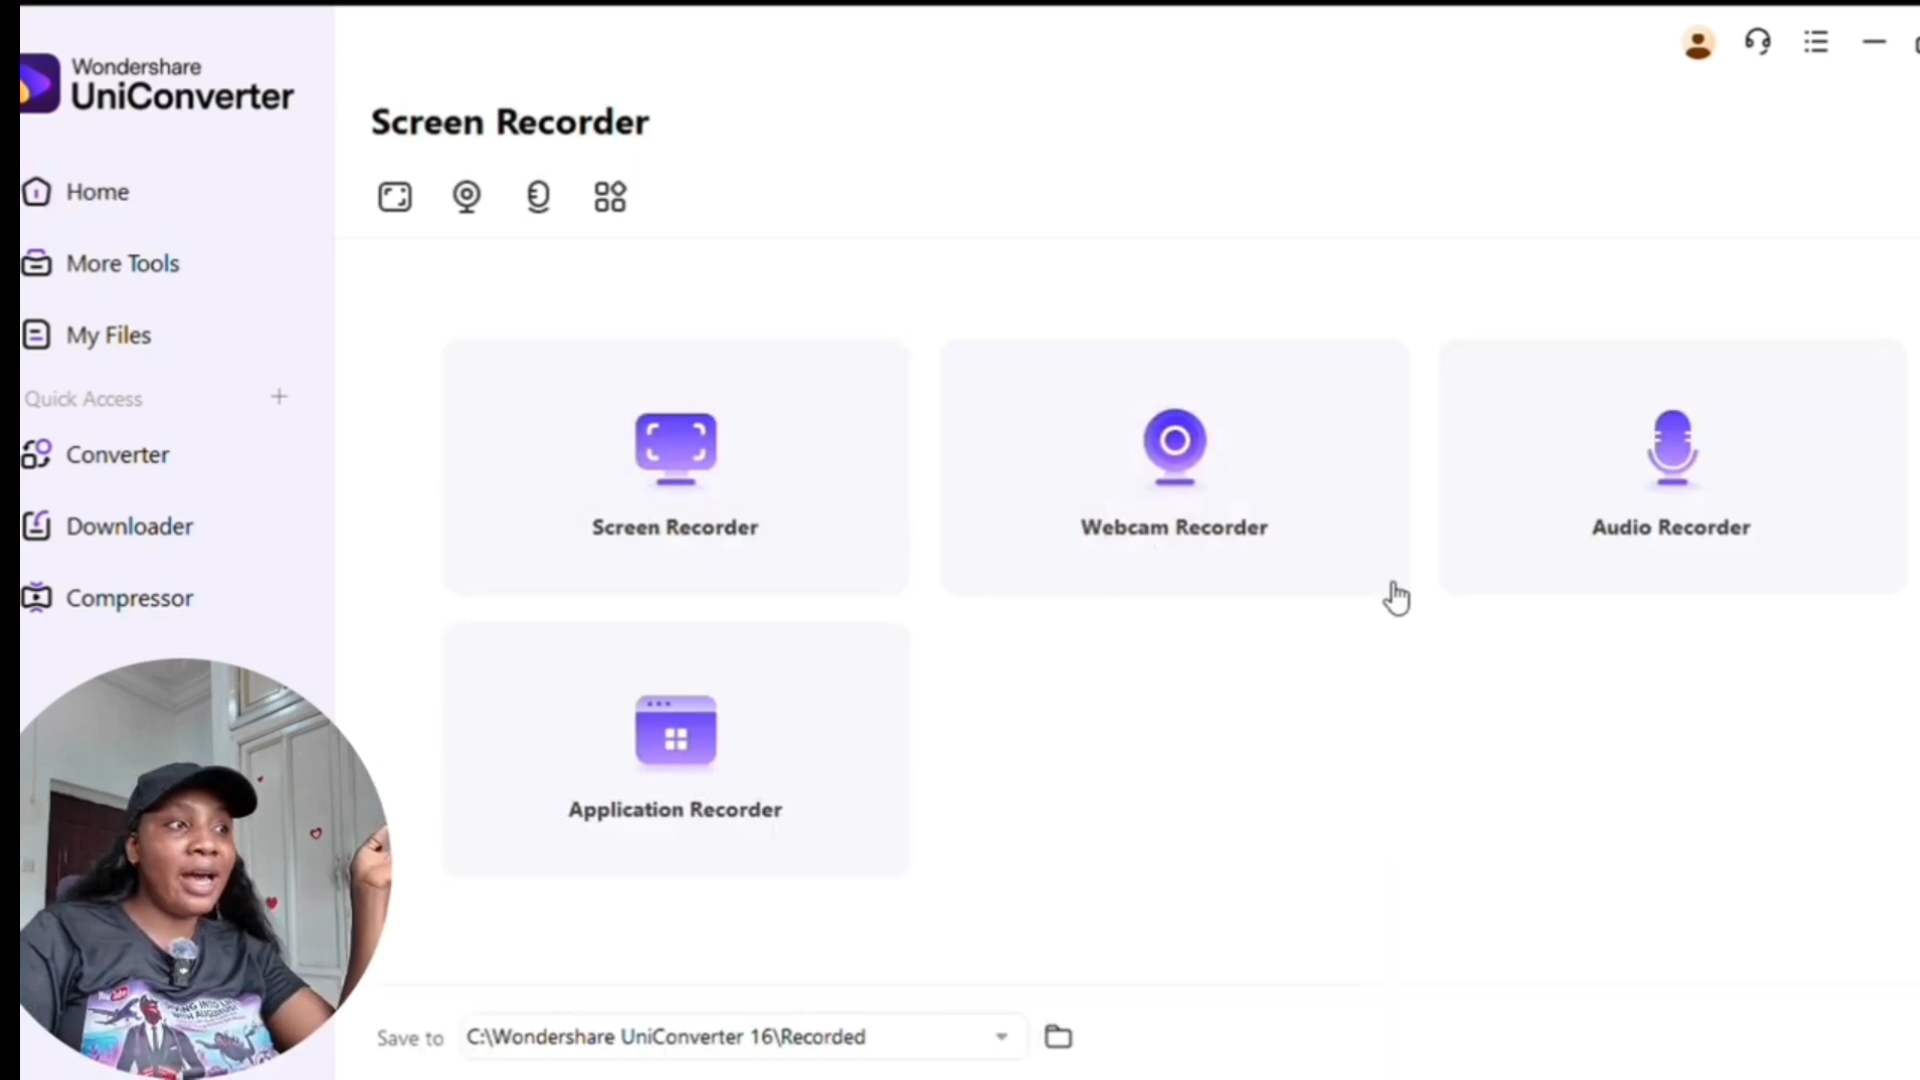 Wondershare
UniConverter
Screen Recorder
Home
More Tools
My Files
Quick Access
Converter
Downloader
Compressor
Screen Recorder
Webcam Recorder
Audio Recorder
Application Recorder
Save to
C:\Wondershare UniConverter 16\Recorded